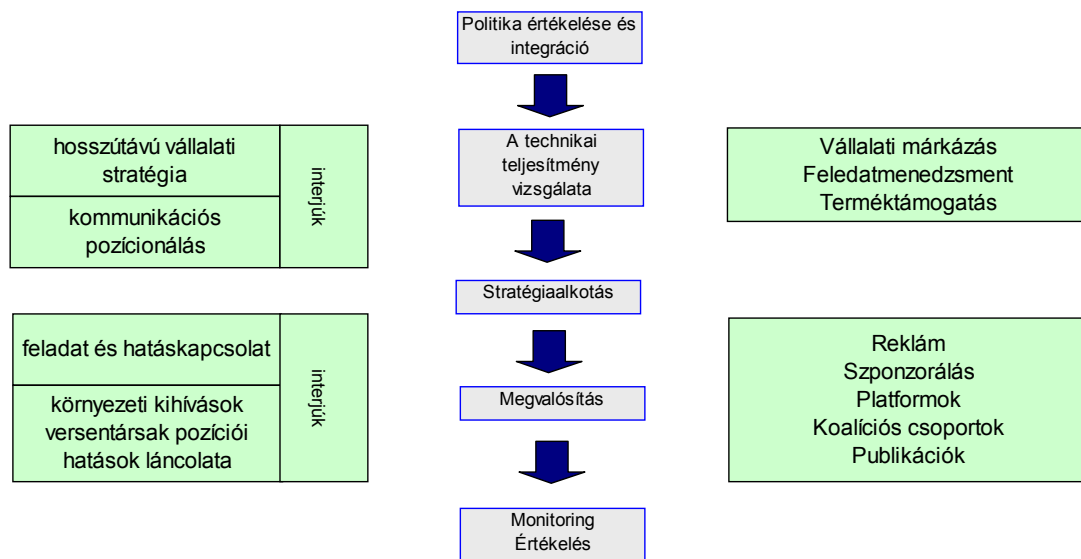 Politika értékelése és
integráció
hosszútávú vállalati
stratégia
kommunikációs
pozícionálás
interjúk
A technikai
teljesítmény
vizsgálata
Vállalati márkázás
Feledatmenedzsment
Terméktámogatás
Stratégiaalkotás
feladat és hatáskapcsolat
környezeti kihívások
versentársak pozíciói
hatások láncolata
interjúk
Megvalósítás
Reklám
Szponzorálás
Platformok
Koalíciós csoportok
Publikációk
Monitoring
Értékelés